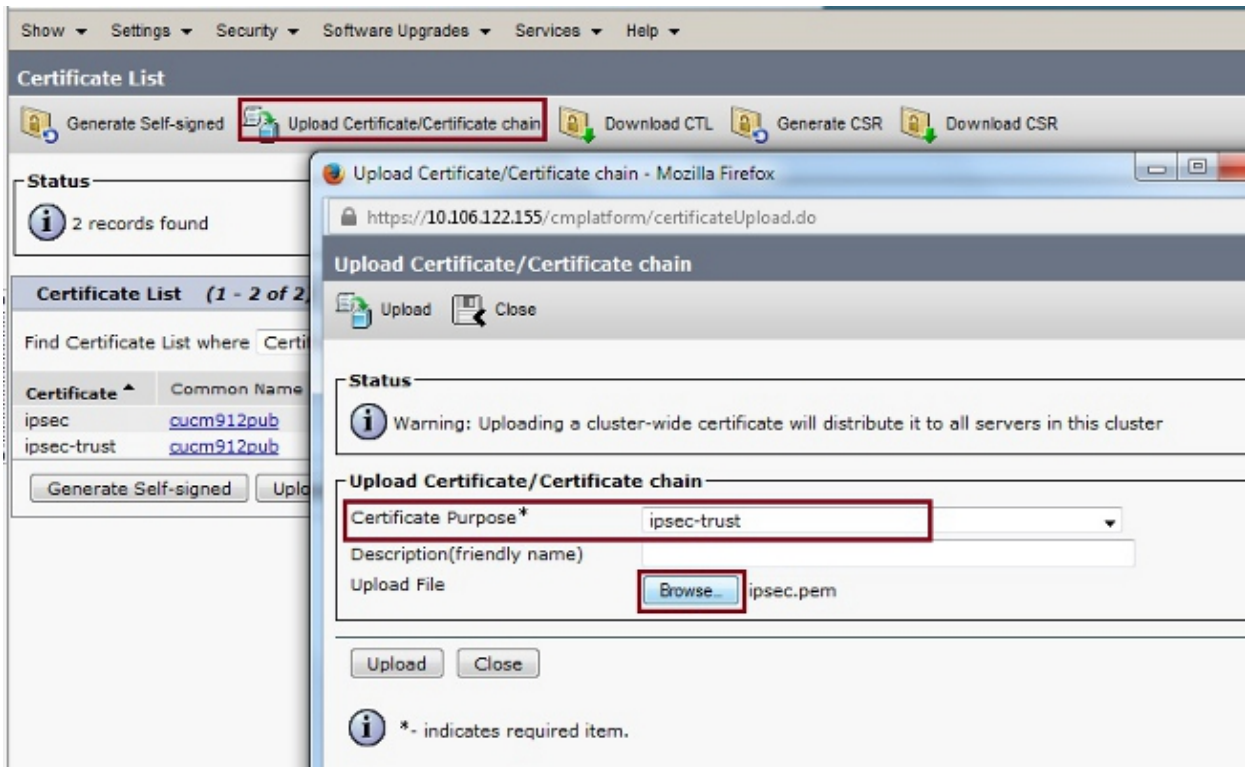 Show Settings Security Software Upgrades Services Help
Certificate List
Generate Self-signed Upload Certificate/Certificate chain Download CTL Generate CSR Download CSR
Status
2 records found
Certificate List (1 - 2 of 2)
Find Certificate List where
Certificate Common Name
ipsec cucm912pub
ipsec-trust cucm912pub
Generate Self-signed
Upload Certificate/Certificate chain - Mozilla Firefox
https://10.106.122.155/cmplatform/certificateUpload.do
Upload Certificate/Certificate chain
Upload Close
Status
Warning: Uploading a cluster-wide certificate will distribute it to all servers in this cluster
Upload Certificate/Certificate chain
Certificate Purpose* ipsec-trust
Description(friendly name)
Upload File Browse... ipsec.pem
Upload Close
*- indicates required item.